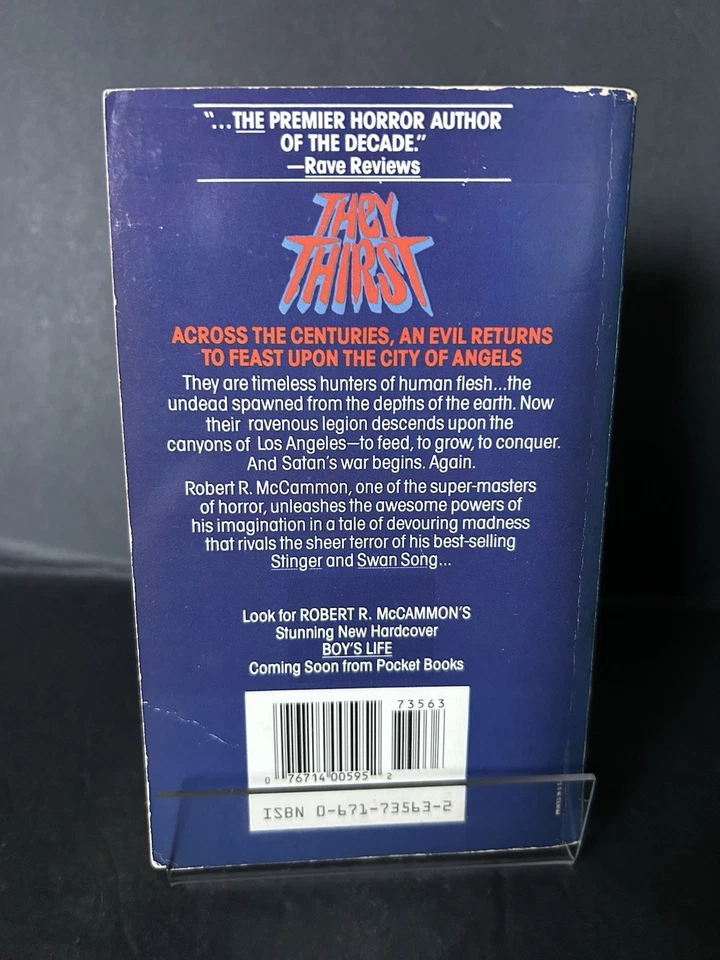 "...THE PREMIER HORROR AUTHOR
OF THE DECADE."
—Rave Reviews
THEY
THIRST
ACROSS THE CENTURIES, AN EVIL RETURNS
TO FEAST UPON THE CITY OF ANGELS
They are timeless hunters of human flesh...the
undead spawned from the depths of the earth. Now
their ravenous legion descends upon the
canyons of Los Angeles—to feed, to grow, to conquer.
And Satan's war begins. Again.
Robert R. McCammon, one of the super-masters
of horror, unleashes the awesome powers of
his imagination in a tale of devouring madness
that rivals the sheer terror of his best-selling
Stinger and Swan Song...
Look for ROBERT R. McCAMMON'S
Stunning New Hardcover
BOY'S LIFE
Coming Soon from Pocket Books
73563
0 76714 00595 2
ISBN 0-671-73563-2